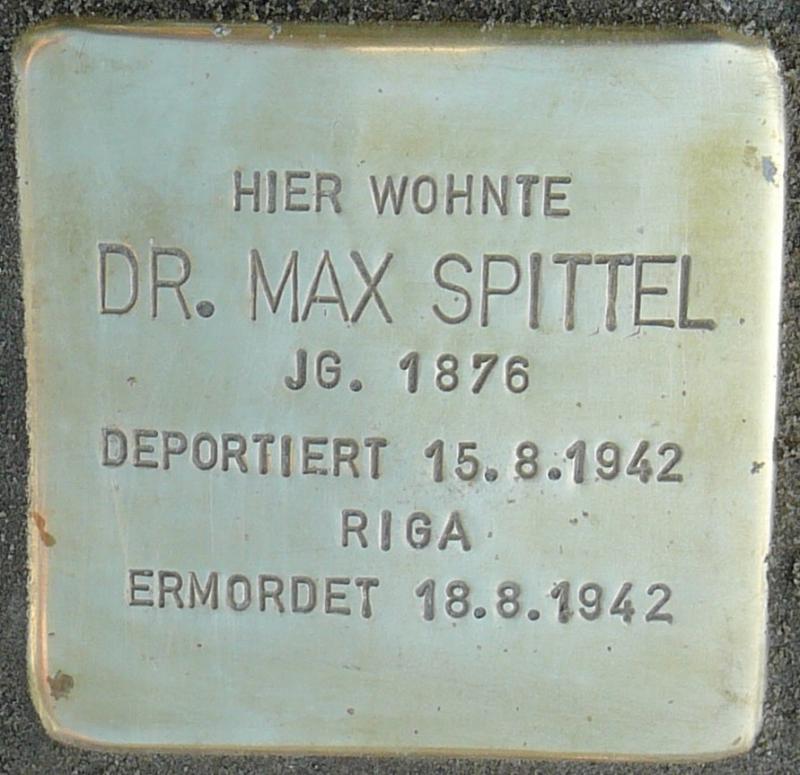 HIER WOHNTE
DR. MAX SPITTEL
JG. 1876
DEPORTIERT 15.8.1942
RIGA
ERMORDET 18.8.1942